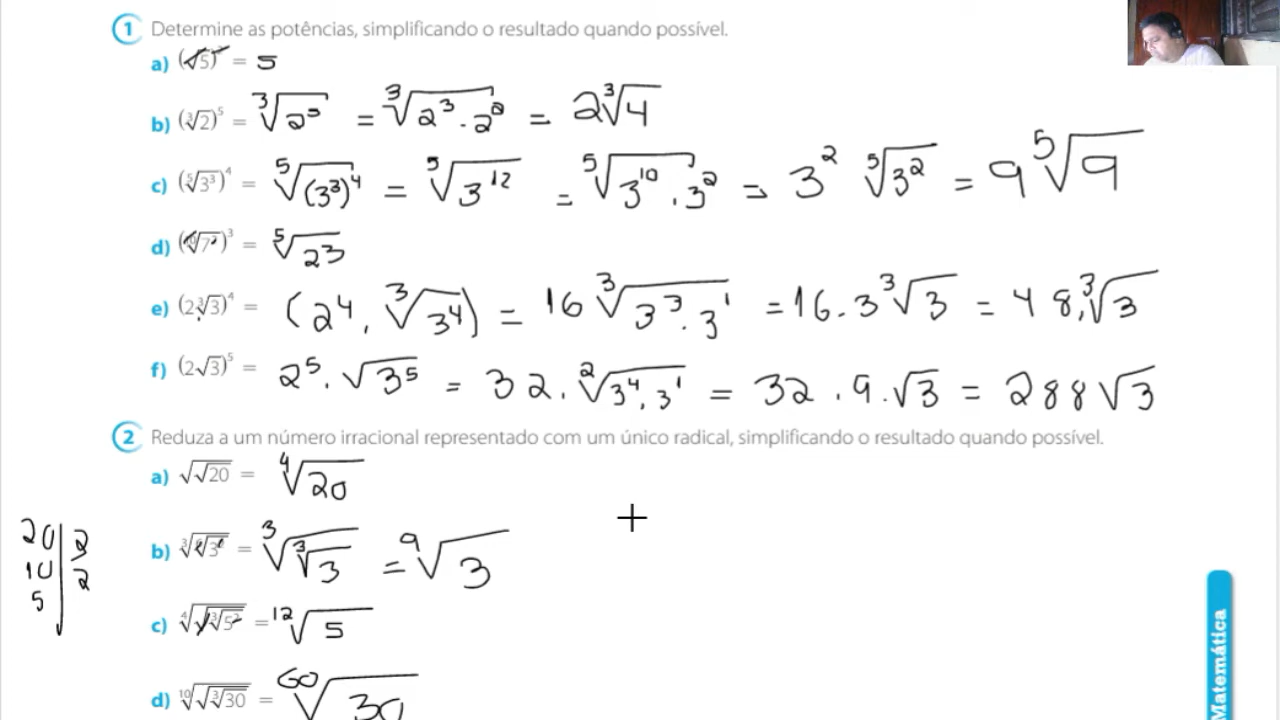 1 Determine as potências, simplificando o resultado quando possível.
a) (√5)² = 5
b) (∛2)⁵ = ∛2⁵ = ∛2³ . 2² = 2∛4
c) (⁵√3³)⁴ = ⁵√(3³)⁴ = ⁵√3¹² = ⁵√3¹⁰ . 3² = 3² ⁵√3² = 9 ⁵√9
d) (¹⁰√7²)³ = ⁵√23
e) (2∛3)⁴ = (2⁴ . ∛3⁴) = 16 ∛3³ . 3¹ = 16 . 3 ∛3 = 48 . ∛3
f) (2√3)⁵ = 2⁵ . √3⁵ = 32 . ²√3⁴ . 3¹ = 32 . 9 . √3 = 288 √3
2 Reduza a um número irracional representado com um único radical, simplificando o resultado quando possível.
a) √√20 = ⁴√20
20 2
10 2
5
b) = ∛∛3 = ⁹√3
c) ⁴√√∛5² = ¹²√5
d) ¹⁰√√∛30 = ⁶⁰√30
Matemática